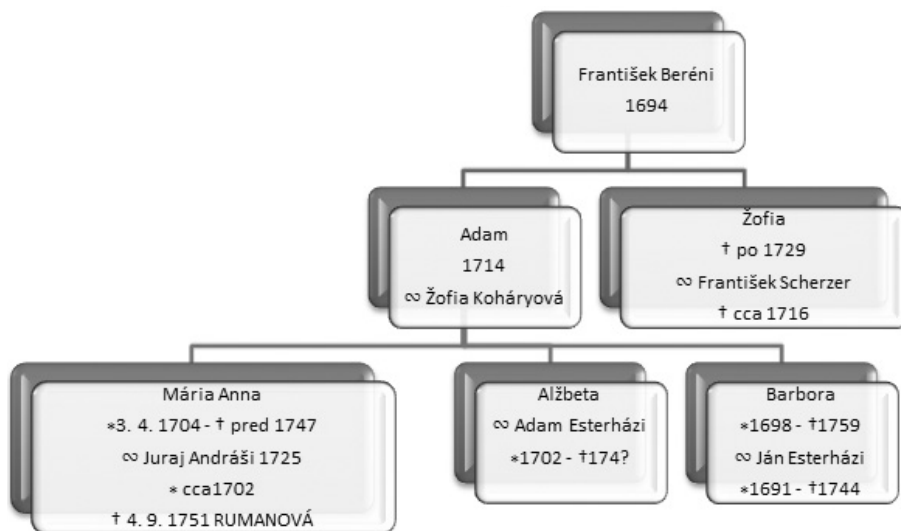 František Beréni
1694
Adam
1714
∞ Žofia Koháryová
Žofia
† po 1729
∞ František Scherzer
† cca 1716
Mária Anna
*3. 4. 1704 - † pred 1747
∞ Juraj Andráši 1725
* cca1702
† 4. 9. 1751 RUMANOVÁ
Alžbeta
∞ Adam Esterházi
*1702 - †174?
Barbora
*1698 - †1759
∞ Ján Esterházi
*1691 - †1744